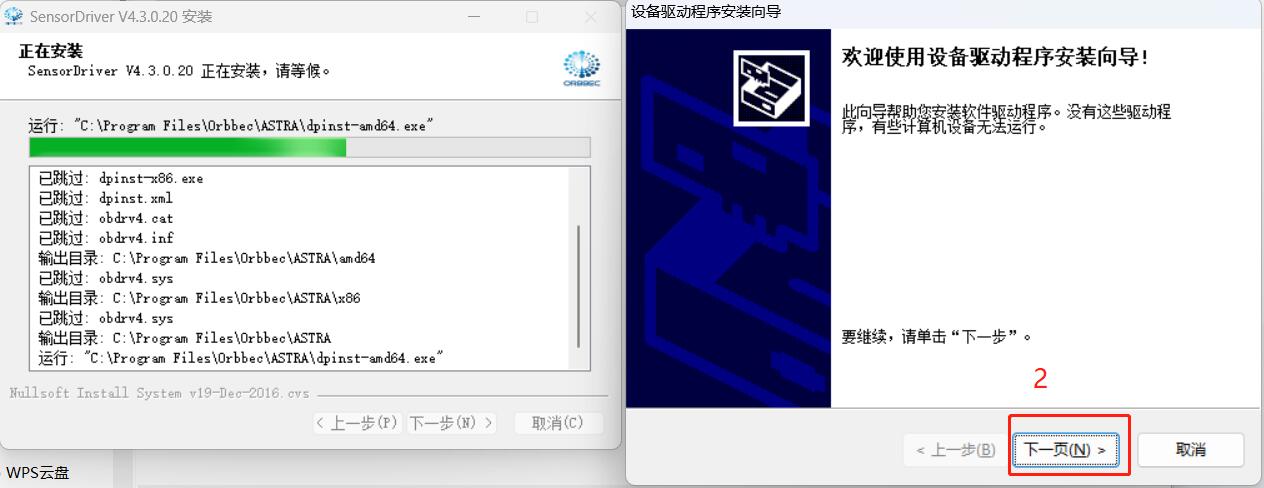 SensorDriver V4.3.0.20 安装
正在安装
SensorDriver V4.3.0.20 正在安装，请等候。
ORBBEC
运行: "C:\Program Files\Orbbec\ASTRA\dpinst-amd64.exe"
已跳过: dpinst-x86.exe
已跳过: dpinst.xml
已跳过: obdrv4.cat
已跳过: obdrv4.inf
输出目录: C:\Program Files\Orbbec\ASTRA\amd64
已跳过: obdrv4.sys
输出目录: C:\Program Files\Orbbec\ASTRA\x86
已跳过: obdrv4.sys
输出目录: C:\Program Files\Orbbec\ASTRA
运行: "C:\Program Files\Orbbec\ASTRA\dpinst-amd64.exe"
Nullsoft Install System v19-Dec-2016.cvs
< 上一步(P) 下一步(N) > 取消(C)
WPS云盘
设备驱动程序安装向导
欢迎使用设备驱动程序安装向导!
此向导帮助您安装软件驱动程序。没有这些驱动程
序，有些计算机设备无法运行。
要继续，请单击“下一步”。
2
< 上一步(B) 下一页(N) > 取消